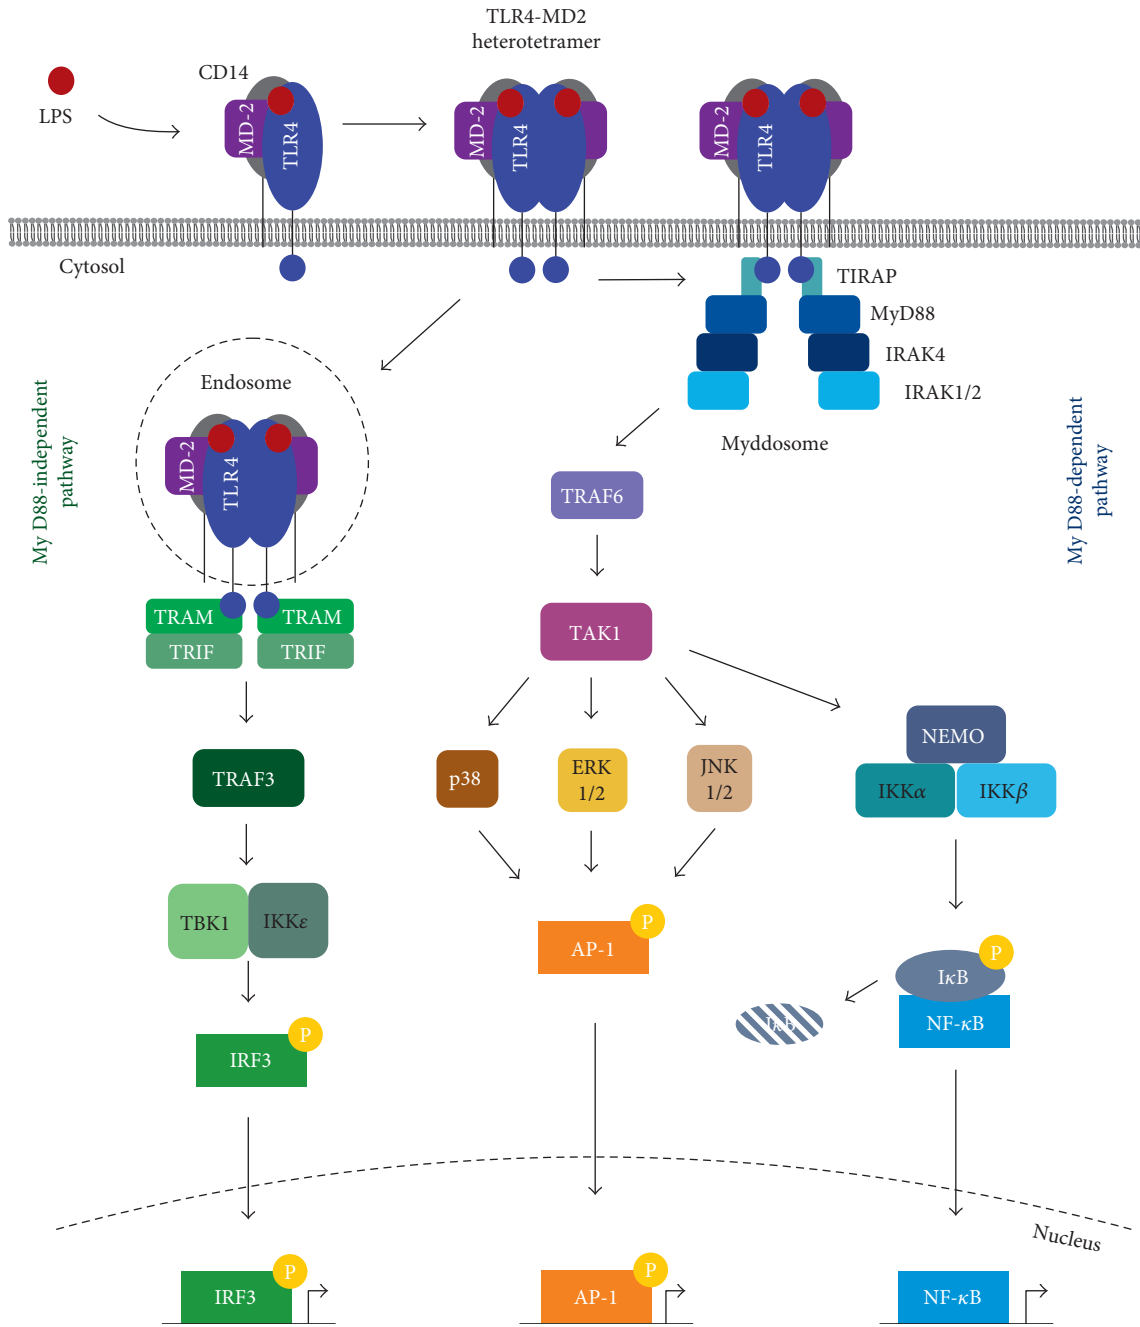 TLR4-MD2
heterotetramer
LPS
CD14
MD-2
TLR4
MD-2
TLR4
MD-2
TLR4
Cytosol
TIRAP
MyD88
IRAK4
IRAK1/2
Myddosome
My D88-independent
pathway
Endosome
MD-2
TLR4
My D88-dependent
pathway
TRAF6
TRAM
TRAM
TRIF
TRIF
TAK1
TRAF3
p38
ERK
1/2
JNK
1/2
NEMO
IKKα
IKKβ
TBK1
IKKε
P
AP-1
P
IκB
IκB
NF-κB
P
IRF3
Nucleus
P
IRF3
P
AP-1
NF-κB